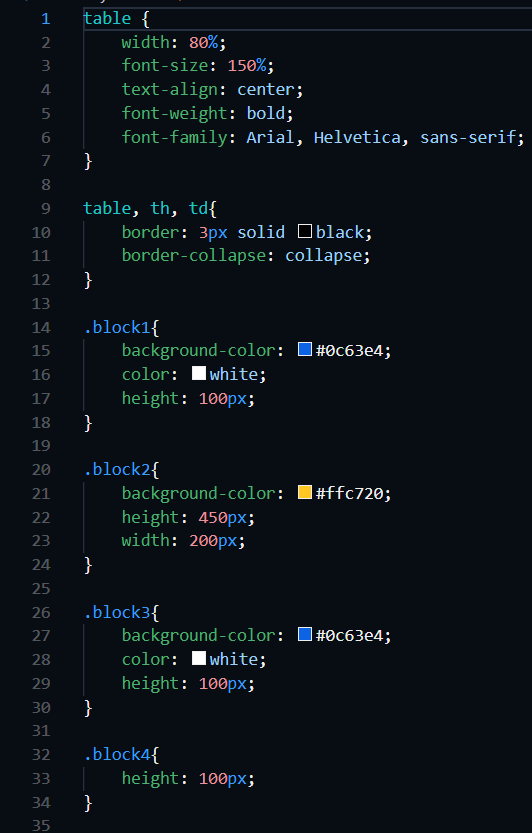 1 table {
2     width: 80%;
3     font-size: 150%;
4     text-align: center;
5     font-weight: bold;
6     font-family: Arial, Helvetica, sans-serif;
7 }
8
9 table, th, td{
10     border: 3px solid black;
11     border-collapse: collapse;
12 }
13
14 .block1{
15     background-color: #0c63e4;
16     color: white;
17     height: 100px;
18 }
19
20 .block2{
21     background-color: #ffc720;
22     height: 450px;
23     width: 200px;
24 }
25
26 .block3{
27     background-color: #0c63e4;
28     color: white;
29     height: 100px;
30 }
31
32 .block4{
33     height: 100px;
34 }
35